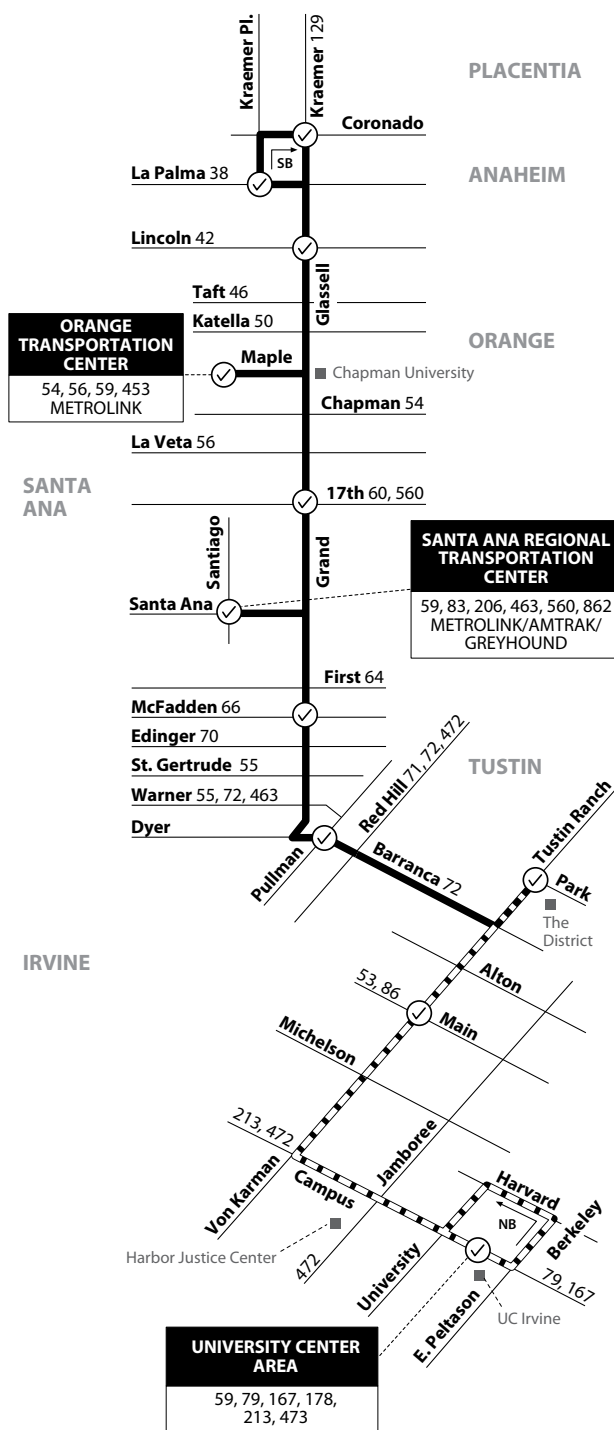 Kraemer Pl.
Kraemer 129
PLACENTIA
Coronado
SB
La Palma 38
ANAHEIM
Lincoln 42
Glassell
Taft 46
Katella 50
ORANGE
ORANGE
TRANSPORTATION
CENTER
54, 56, 59, 453
METROLINK
Maple
Chapman University
Chapman 54
La Veta 56
SANTA
ANA
17th 60, 560
Santiago
Grand
SANTA ANA REGIONAL
TRANSPORTATION
CENTER
59, 83, 206, 463, 560, 862
METROLINK/AMTRAK/
GREYHOUND
Santa Ana
First 64
McFadden 66
Edinger 70
St. Gertrude 55
Warner 55, 72, 463
Dyer
Pullman
Red Hill 71, 72, 472
TUSTIN
Barranca 72
Tustin Ranch
Park
The
District
IRVINE
Alton
53, 86
Main
Michelson
213, 472
Von Karman
Campus
Jamboree
Harvard
NB
Berkeley
Harbor Justice Center
472
University
79, 167
E. Peltason
UC Irvine
UNIVERSITY CENTER
AREA
59, 79, 167, 178,
213, 473